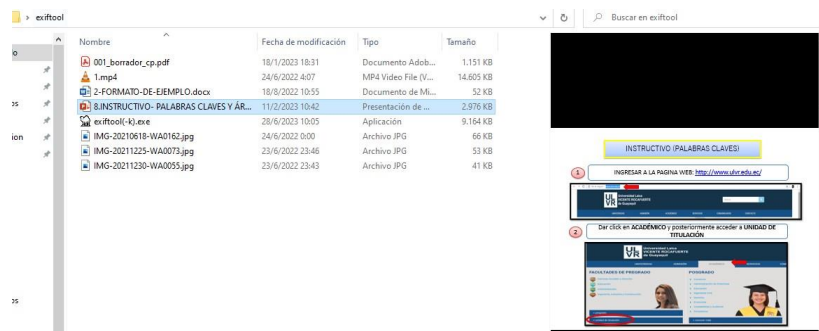 exiftool
Buscar en exiftool
Nombre Fecha de modificación Tipo Tamaño
001_borrador_cp.pdf 18/1/2023 18:31 Documento Adob... 1.151 KB
1.mp4 24/6/2022 4:07 MP4 Video File (V... 14.605 KB
2-FORMATO-DE-EJEMPLO.docx 18/8/2022 10:55 Documento de Mi... 52 KB
8.INSTRUCTIVO- PALABRAS CLAVES Y ÁR... 11/2/2023 10:42 Presentación de ... 2.976 KB
exiftool(-k).exe 28/6/2023 10:05 Aplicación 9.164 KB
IMG-20210618-WA0162.jpg 24/6/2022 0:00 Archivo JPG 66 KB
IMG-20211225-WA0073.jpg 23/6/2022 23:46 Archivo JPG 53 KB
IMG-20211230-WA0055.jpg 23/6/2022 23:43 Archivo JPG 41 KB
INSTRUCTIVO (PALABRAS CLAVES)
1 INGRESAR A LA PAGINA WEB: http://www.ulvr.edu.ec/
2 Dar click en ACADÉMICO y posteriormente acceder a UNIDAD DE
TITULACIÓN
FACULTADES DE PREGRADO POSGRADO